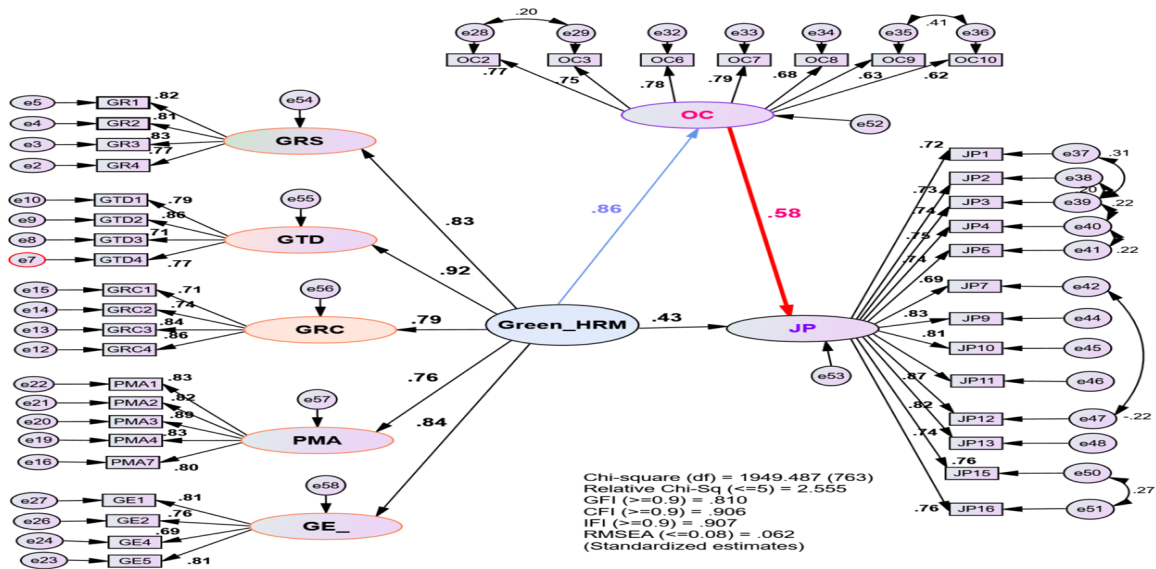 .20
e28 e29 e32 e33 e34 e35 .41 e36
OC2 OC3 OC6 OC7 OC8 OC9 OC10
.77 .75 .78 .79 .68 .63 .62
OC
e52
e5 GR1 .82
e4 GR2 .81
e3 GR3 .83
e2 GR4 .77
e54
GRS
e10 GTD1 .79
e9 GTD2 .86
e8 GTD3 .71
e7 GTD4 .77
e55
GTD
e15 GRC1 .71
e14 GRC2 .74
e13 GRC3 .84
e12 GRC4 .86
e56
GRC
e22 PMA1 .83
e21 PMA2 .82
e20 PMA3 .89
e19 PMA4 .83
e16 PMA7 .80
e57
PMA
e27 GE1 .81
e26 GE2 .76
e24 GE4 .69
e23 GE5 .81
e58
GE_
.83
.92
.79
.76
.84
Green_HRM
.86
.58
.43
JP
e53
.72 JP1 e37 .31
.73 JP2 e38 .20
.74 JP3 e39 .22
.75 JP4 e40
.74 JP5 e41 .22
.69 JP7 e42
.83 JP9 e44
.81 JP10 e45
.87 JP11 e46
.82 JP12 e47 -.22
.74 JP13 e48
.76 JP15 e50
.76 JP16 e51 .27
Chi-square (df) = 1949.487 (763)
Relative Chi-Sq (<=5) = 2.555
GFI (>=0.9) = .810
CFI (>=0.9) = .906
IFI (>=0.9) = .907
RMSEA (<=0.08) = .062
(Standardized estimates)